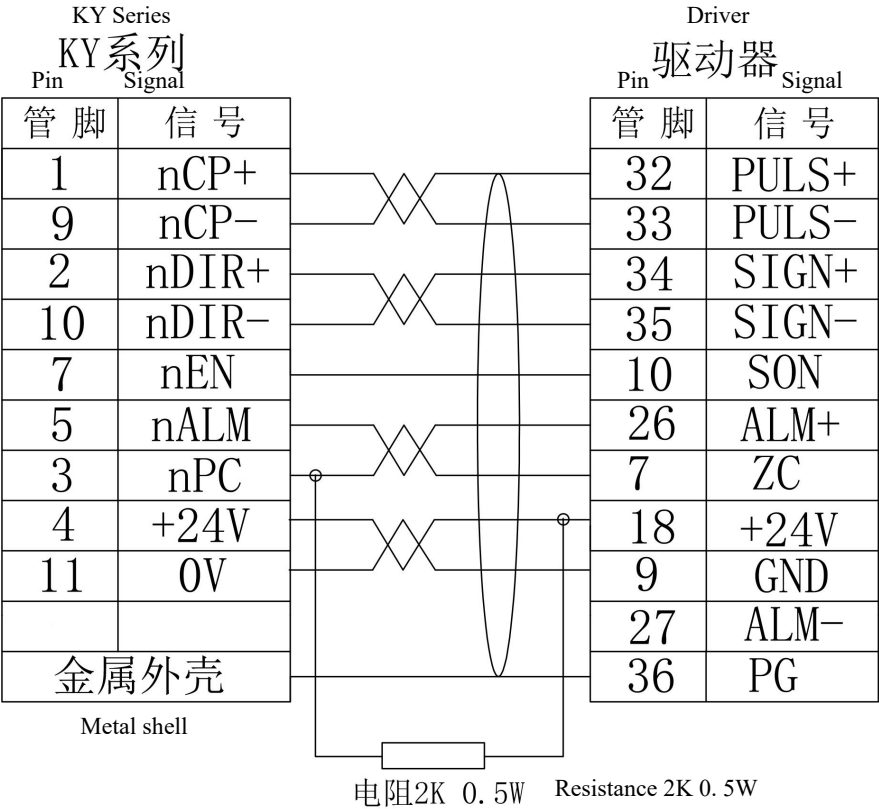 KY Series Driver
KY系列 驱动器
Pin Signal Pin Signal
管脚 信号 管脚 信号
1 nCP+ 32 PULS+
9 nCP- 33 PULS-
2 nDIR+ 34 SIGN+
10 nDIR- 35 SIGN-
7 nEN 10 SON
5 nALM 26 ALM+
3 nPC 7 ZC
4 +24V 18 +24V
11 0V 9 GND
27 ALM-
金属外壳 36 PG
Metal shell
电阻2K 0.5W Resistance 2K 0. 5W